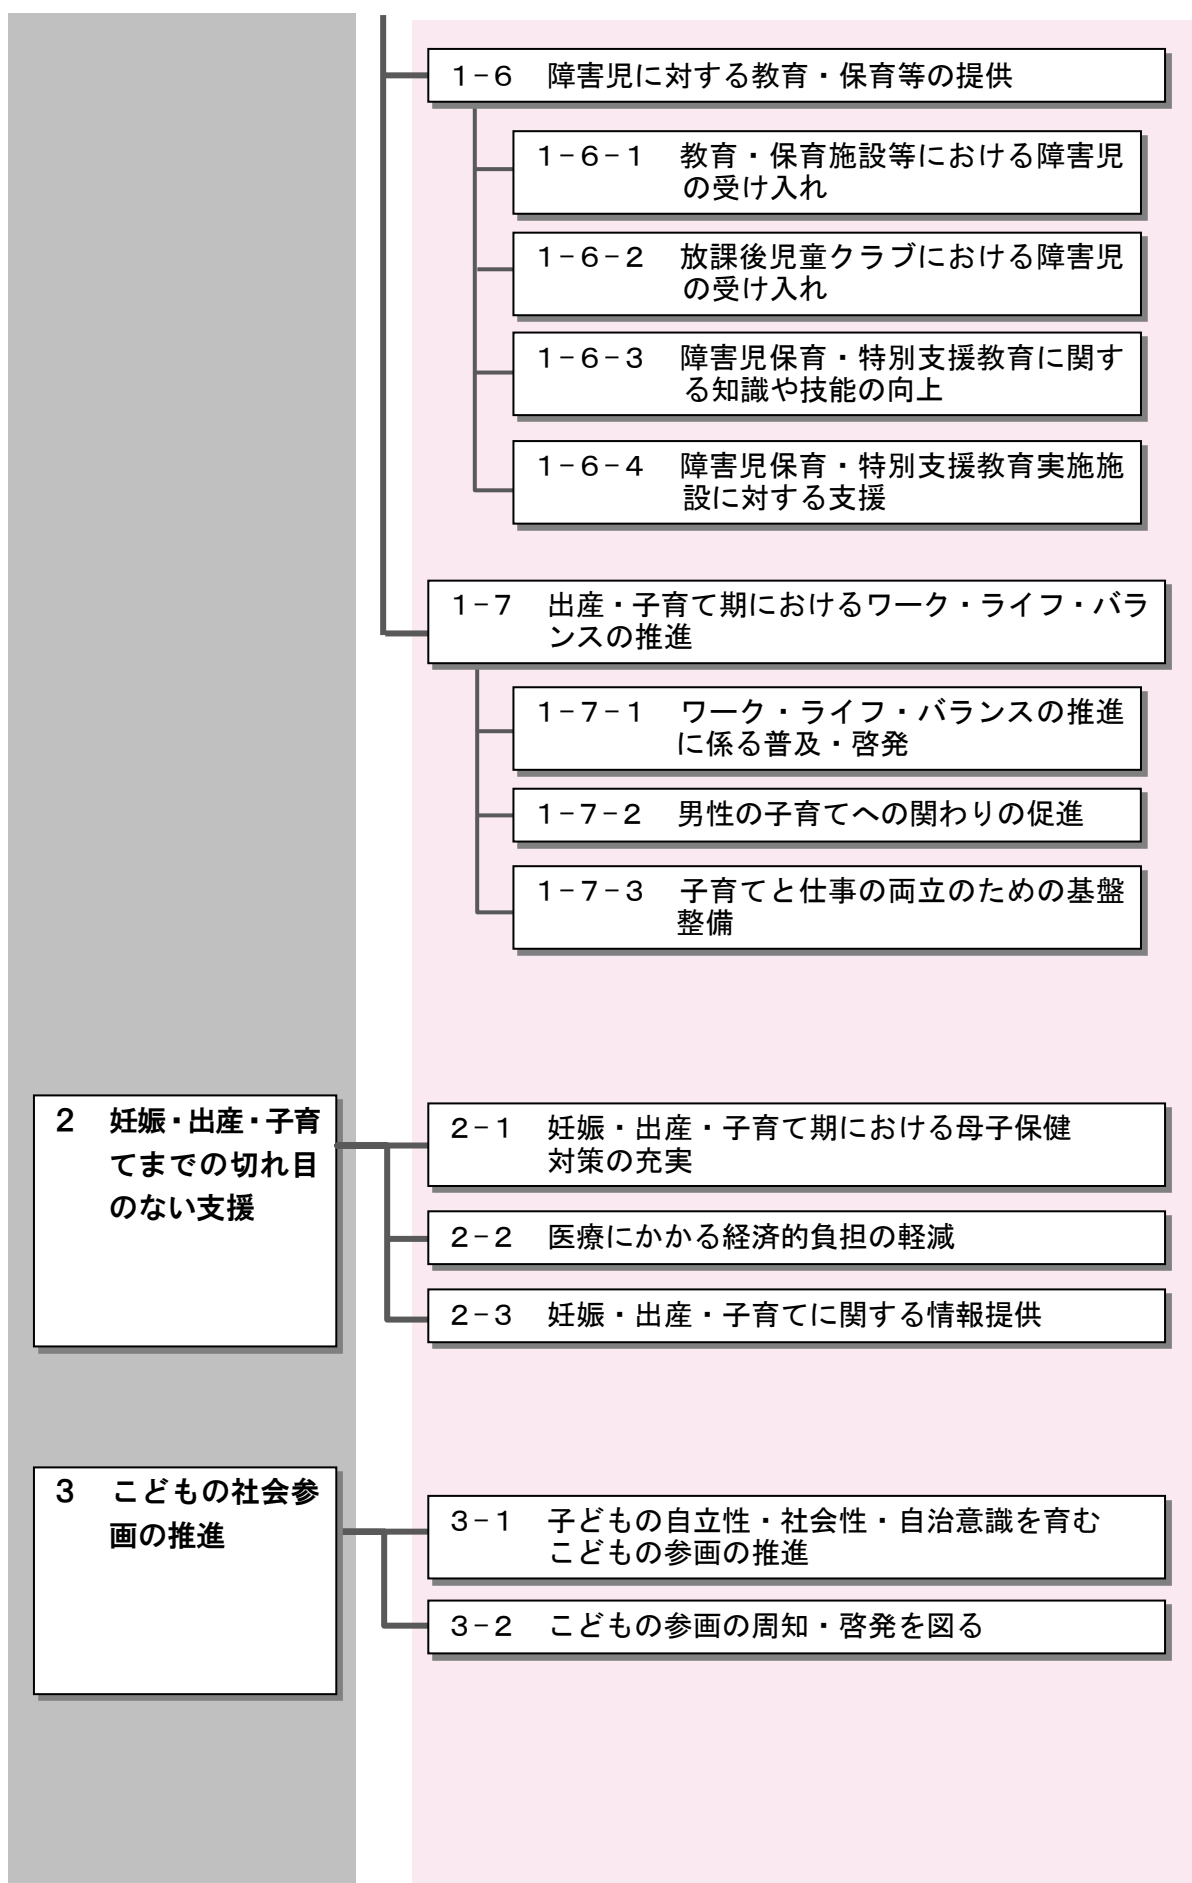 １－６　障害児に対する教育・保育等の提供
１－６－１　教育・保育施設等における障害児
の受け入れ
１－６－２　放課後児童クラブにおける障害児
の受け入れ
１－６－３　障害児保育・特別支援教育に関す
る知識や技能の向上
１－６－４　障害児保育・特別支援教育実施施
設に対する支援
１－７　出産・子育て期におけるワーク・ライフ・バラ
ンスの推進
１－７－１　ワーク・ライフ・バランスの推進
に係る普及・啓発
１－７－２　男性の子育てへの関わりの促進
１－７－３　子育てと仕事の両立のための基盤
整備
２　妊娠・出産・子育
てまでの切れ目
のない支援
２－１　妊娠・出産・子育て期における母子保健
対策の充実
２－２　医療にかかる経済的負担の軽減
２－３　妊娠・出産・子育てに関する情報提供
３　こどもの社会参
画の推進
３－１　子どもの自立性・社会性・自治意識を育む
こどもの参画の推進
３－２　こどもの参画の周知・啓発を図る